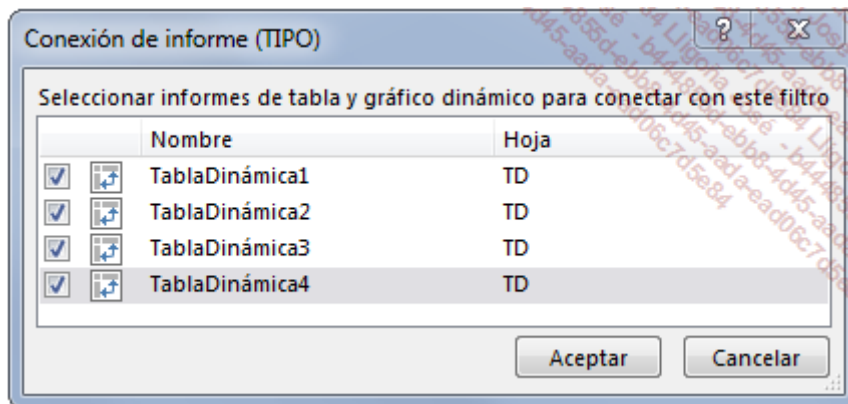 Conexión de informe (TIPO)
Seleccionar informes de tabla y gráfico dinámico para conectar con este filtro
Nombre Hoja
TablaDinámica1 TD
TablaDinámica2 TD
TablaDinámica3 TD
TablaDinámica4 TD
Aceptar Cancelar